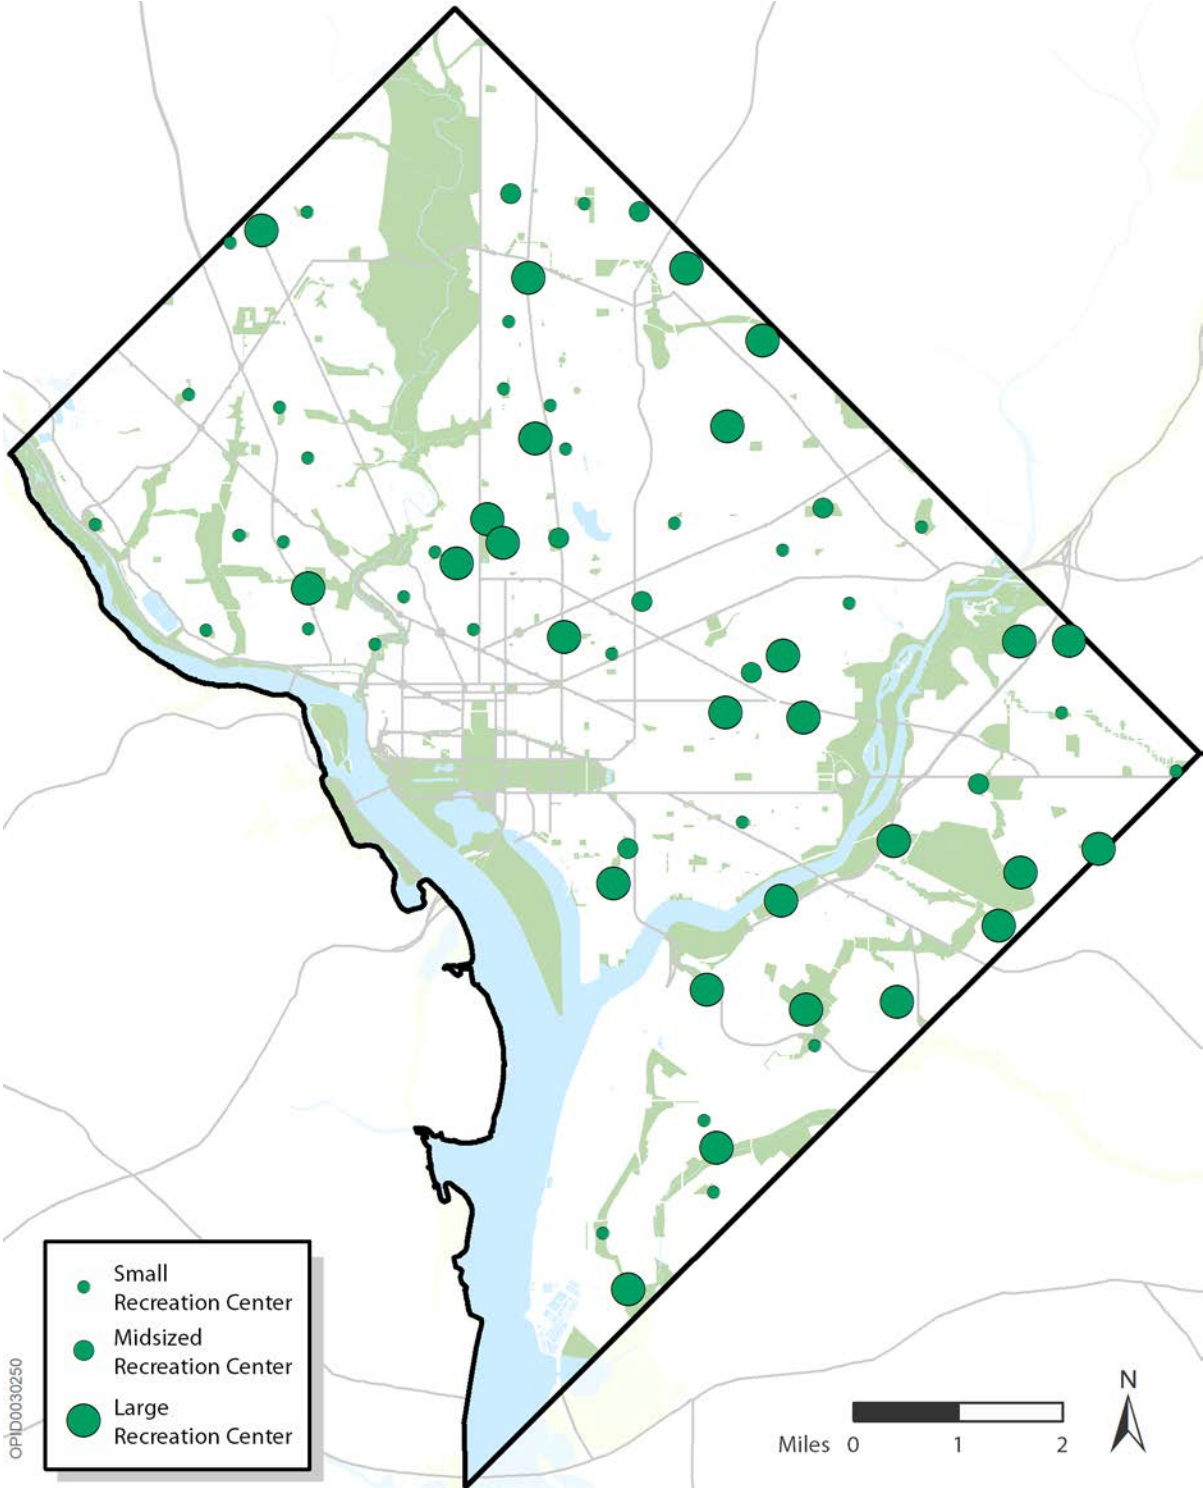 Small
Recreation Center
Midsized
Recreation Center
Large
Recreation Center
OPID0030250
N
Miles 0 1 2